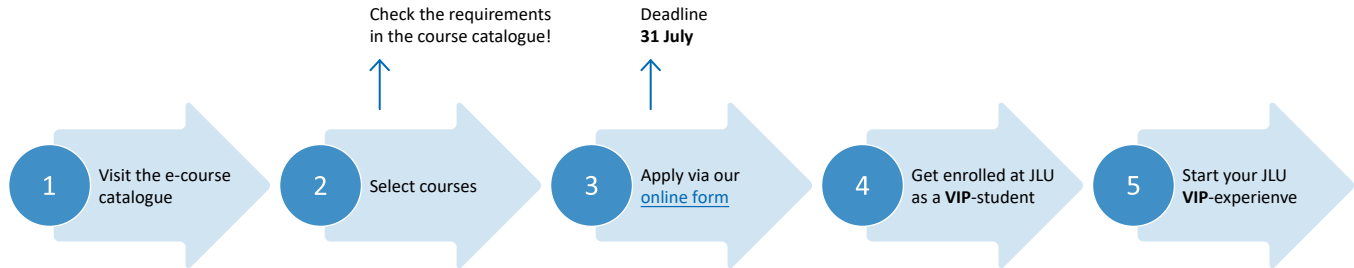 Check the requirements
in the course catalogue!
Deadline
31 July
1
Visit the e-course
catalogue
2
Select courses
3
Apply via our
online form
4
Get enrolled at JLU
as a VIP-student
5
Start your JLU
VIP-experienve